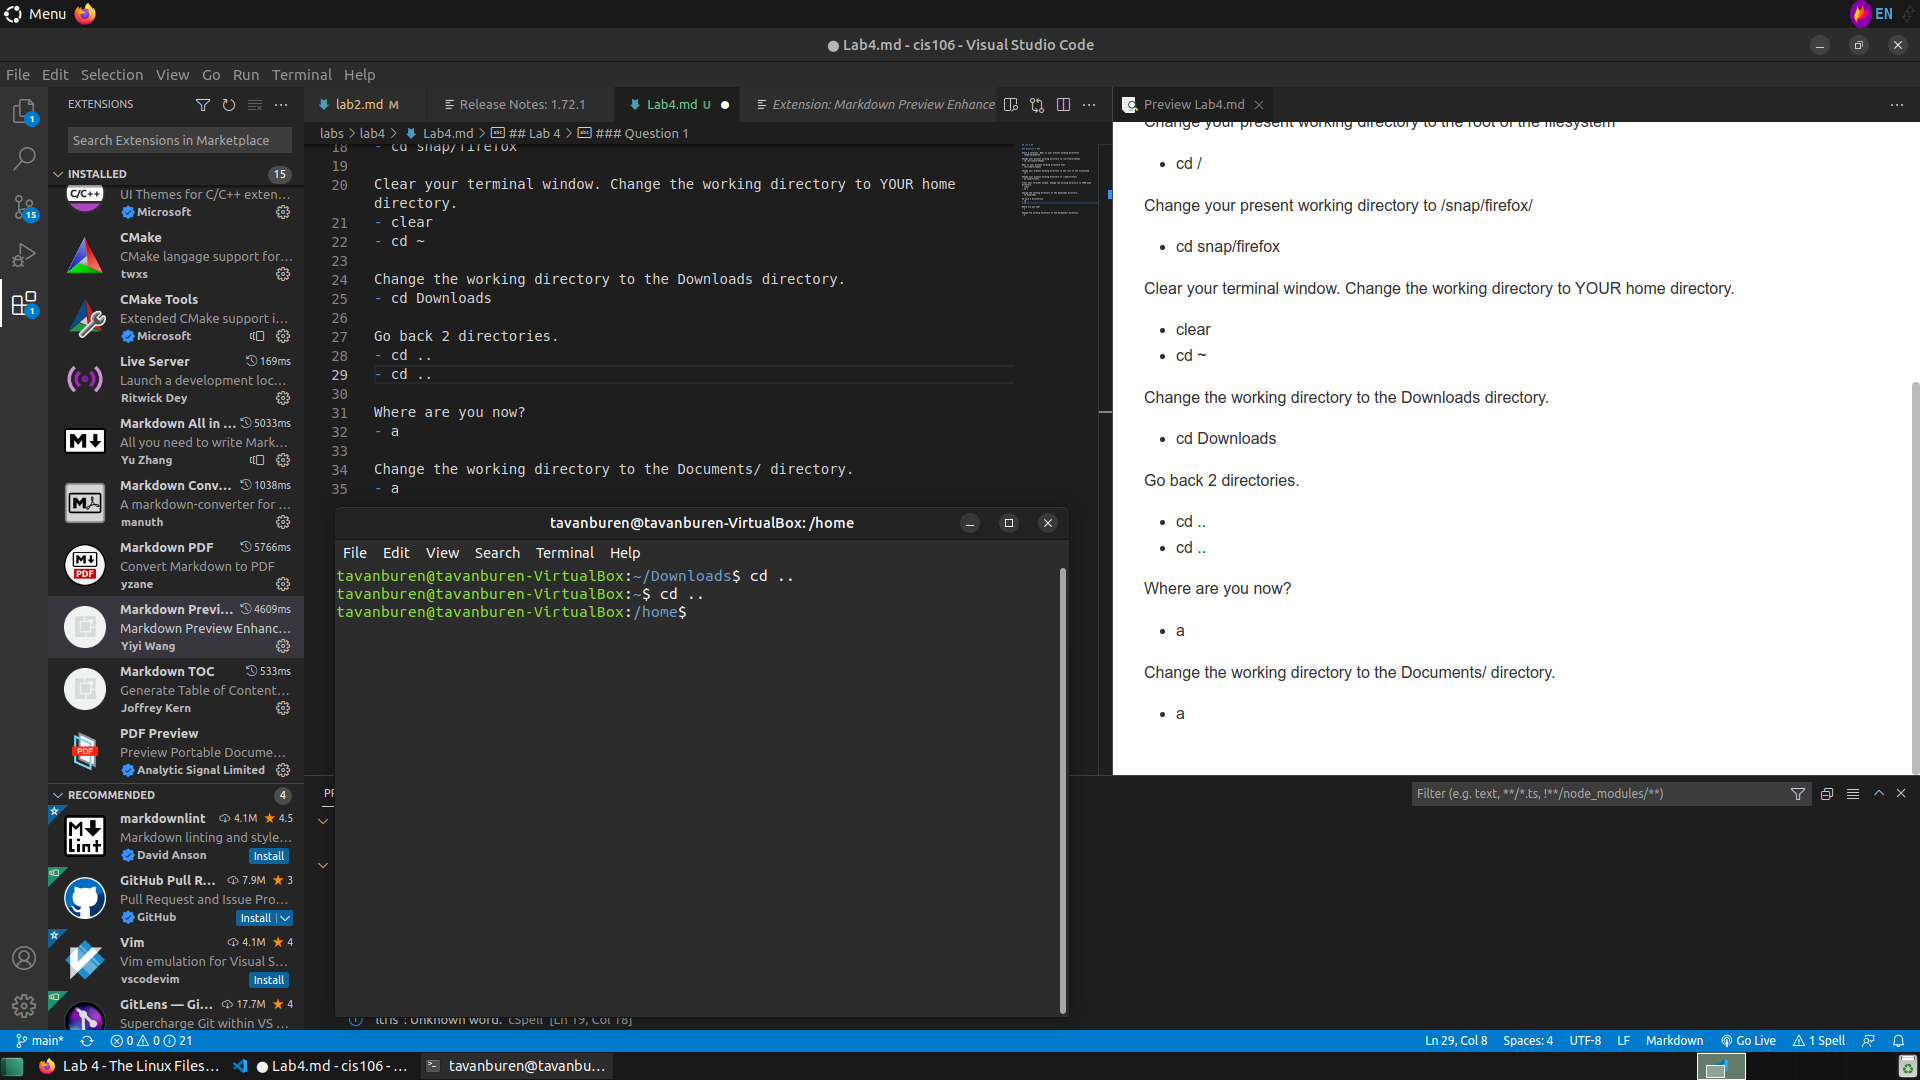 Menu
EN
● Lab4.md - cis106 - Visual Studio Code
File Edit Selection View Go Run Terminal Help
EXTENSIONS
lab2.md M
Release Notes: 1.72.1
Lab4.md U
Extension: Markdown Preview Enhance
Preview Lab4.md
Search Extensions in Marketplace
labs > lab4 > Lab4.md > ## Lab 4 > ### Question 1
INSTALLED 15
C/C++
UI Themes for C/C++ exten...
Microsoft
CMake
CMake langage support for...
twxs
CMake Tools
Extended CMake support i...
Microsoft
Live Server 169ms
Launch a development loc...
Ritwick Dey
Markdown All in ... 5033ms
All you need to write Mark...
Yu Zhang
Markdown Conv... 1038ms
A markdown-converter for ...
manuth
Markdown PDF 5766ms
Convert Markdown to PDF
yzane
Markdown Previ... 4609ms
Markdown Preview Enhanc...
Yiyi Wang
Markdown TOC 533ms
Generate Table of Content...
Joffrey Kern
PDF Preview
Preview Portable Docume...
Analytic Signal Limited
RECOMMENDED 4
markdownlint 4.1M 4.5
Markdown linting and style...
David Anson Install
GitHub Pull R... 7.9M 3
Pull Request and Issue Pro...
GitHub Install
Vim 4.1M 4
Vim emulation for Visual S...
vscodevim Install
GitLens — Gi... 17.7M 4
Supercharge Git within VS ...
18 - cd snap/firefox
19
20 Clear your terminal window. Change the working directory to YOUR home
directory.
21 - clear
22 - cd ~
23
24 Change the working directory to the Downloads directory.
25 - cd Downloads
26
27 Go back 2 directories.
28 - cd ..
29 - cd ..
30
31 Where are you now?
32 - a
33
34 Change the working directory to the Documents/ directory.
35 - a
tavanburen@tavanburen-VirtualBox: /home
File Edit View Search Terminal Help
tavanburen@tavanburen-VirtualBox:~/Downloads$ cd ..
tavanburen@tavanburen-VirtualBox:~$ cd ..
tavanburen@tavanburen-VirtualBox:/home$
Change your present working directory to the root of the filesystem
• cd /
Change your present working directory to /snap/firefox/
• cd snap/firefox
Clear your terminal window. Change the working directory to YOUR home directory.
• clear
• cd ~
Change the working directory to the Downloads directory.
• cd Downloads
Go back 2 directories.
• cd ..
• cd ..
Where are you now?
• a
Change the working directory to the Documents/ directory.
• a
Filter (e.g. text, **/*.ts, !**/node_modules/**)
Unknown word. cSpell [Ln 19, Col 18]
main* 0 0 21
Ln 29, Col 8 Spaces: 4 UTF-8 LF Markdown Go Live 1 Spell
Lab 4 - The Linux Files...
● Lab4.md - cis106 - ...
tavanburen@tavanbu...